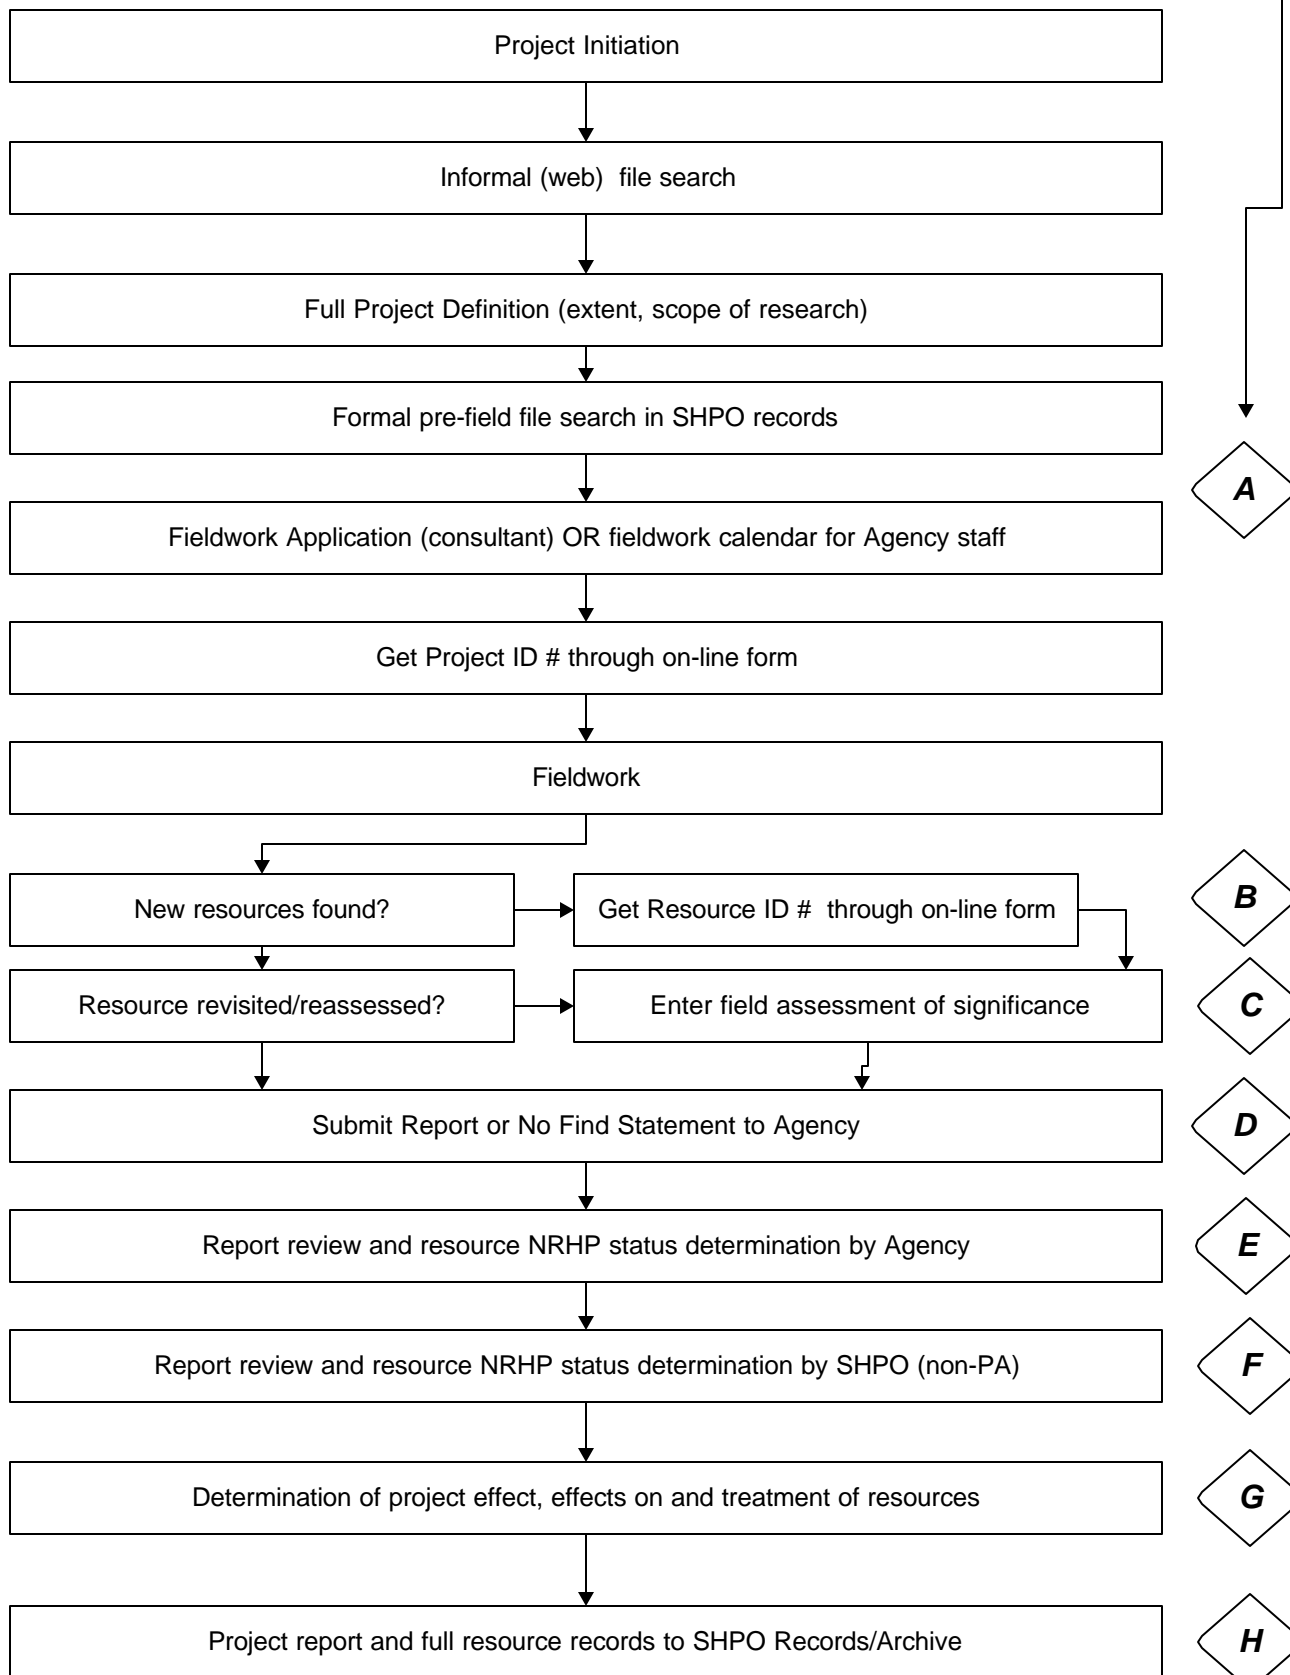 Project Initiation
Informal (web) file search
Full Project Definition (extent, scope of research)
Formal pre-field file search in SHPO records
A
Fieldwork Application (consultant) OR fieldwork calendar for Agency staff
Get Project ID # through on-line form
Fieldwork
New resources found?
Get Resource ID # through on-line form
B
Resource revisited/reassessed?
Enter field assessment of significance
C
Submit Report or No Find Statement to Agency
D
Report review and resource NRHP status determination by Agency
E
Report review and resource NRHP status determination by SHPO (non-PA)
F
Determination of project effect, effects on and treatment of resources
G
Project report and full resource records to SHPO Records/Archive
H